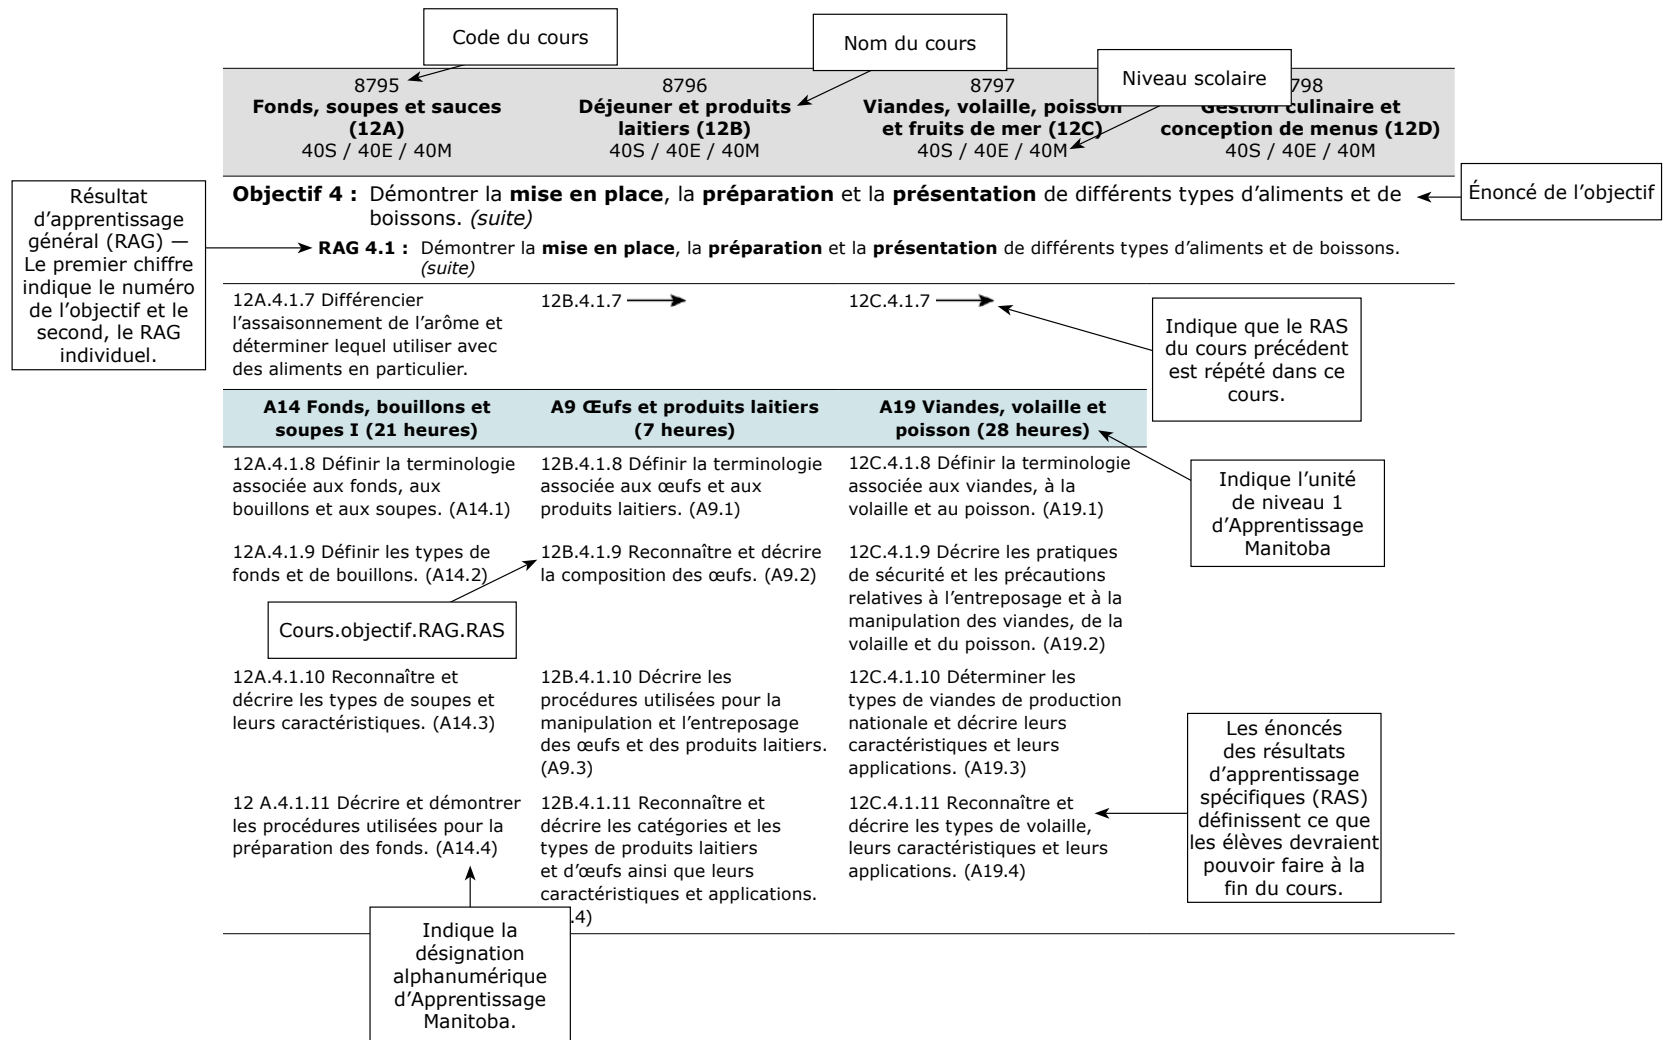 Code du cours
Nom du cours
Niveau scolaire
8795
Fonds, soupes et sauces
(12A)
40S / 40E / 40M
8796
Déjeuner et produits
laitiers (12B)
40S / 40E / 40M
8797
Viandes, volaille, poisson
et fruits de mer (12C)
40S / 40E / 40M
798
Gestion culinaire et
conception de menus (12D)
40S / 40E / 40M
Résultat
d’apprentissage
général (RAG) —
Le premier chiffre
indique le numéro
de l’objectif et le
second, le RAG
individuel.
Objectif 4 : Démontrer la mise en place, la préparation et la présentation de différents types d’aliments et de
boissons. (suite)
Énoncé de l’objectif
RAG 4.1 : Démontrer la mise en place, la préparation et la présentation de différents types d’aliments et de boissons.
(suite)
12A.4.1.7 Différencier
l’assaisonnement de l’arôme et
déterminer lequel utiliser avec
des aliments en particulier.
12B.4.1.7
12C.4.1.7
Indique que le RAS
du cours précédent
est répété dans ce
cours.
A14 Fonds, bouillons et
soupes I (21 heures)
A9 Œufs et produits laitiers
(7 heures)
A19 Viandes, volaille et
poisson (28 heures)
12A.4.1.8 Définir la terminologie
associée aux fonds, aux
bouillons et aux soupes. (A14.1)
12B.4.1.8 Définir la terminologie
associée aux œufs et aux
produits laitiers. (A9.1)
12C.4.1.8 Définir la terminologie
associée aux viandes, à la
volaille et au poisson. (A19.1)
Indique l’unité
de niveau 1
d’Apprentissage
Manitoba
12A.4.1.9 Définir les types de
fonds et de bouillons. (A14.2)
12B.4.1.9 Reconnaître et décrire
la composition des œufs. (A9.2)
12C.4.1.9 Décrire les pratiques
de sécurité et les précautions
relatives à l’entreposage et à la
manipulation des viandes, de la
volaille et du poisson. (A19.2)
Cours.objectif.RAG.RAS
12A.4.1.10 Reconnaître et
décrire les types de soupes et
leurs caractéristiques. (A14.3)
12B.4.1.10 Décrire les
procédures utilisées pour la
manipulation et l’entreposage
des œufs et des produits laitiers.
(A9.3)
12C.4.1.10 Déterminer les
types de viandes de production
nationale et décrire leurs
caractéristiques et leurs
applications. (A19.3)
Les énoncés
des résultats
d’apprentissage
spécifiques (RAS)
définissent ce que
les élèves devraient
pouvoir faire à la
fin du cours.
12 A.4.1.11 Décrire et démontrer
les procédures utilisées pour la
préparation des fonds. (A14.4)
12B.4.1.11 Reconnaître et
décrire les catégories et les
types de produits laitiers
et d’œufs ainsi que leurs
caractéristiques et applications.
.4)
12C.4.1.11 Reconnaître et
décrire les types de volaille,
leurs caractéristiques et leurs
applications. (A19.4)
Indique la
désignation
alphanumérique
d’Apprentissage
Manitoba.